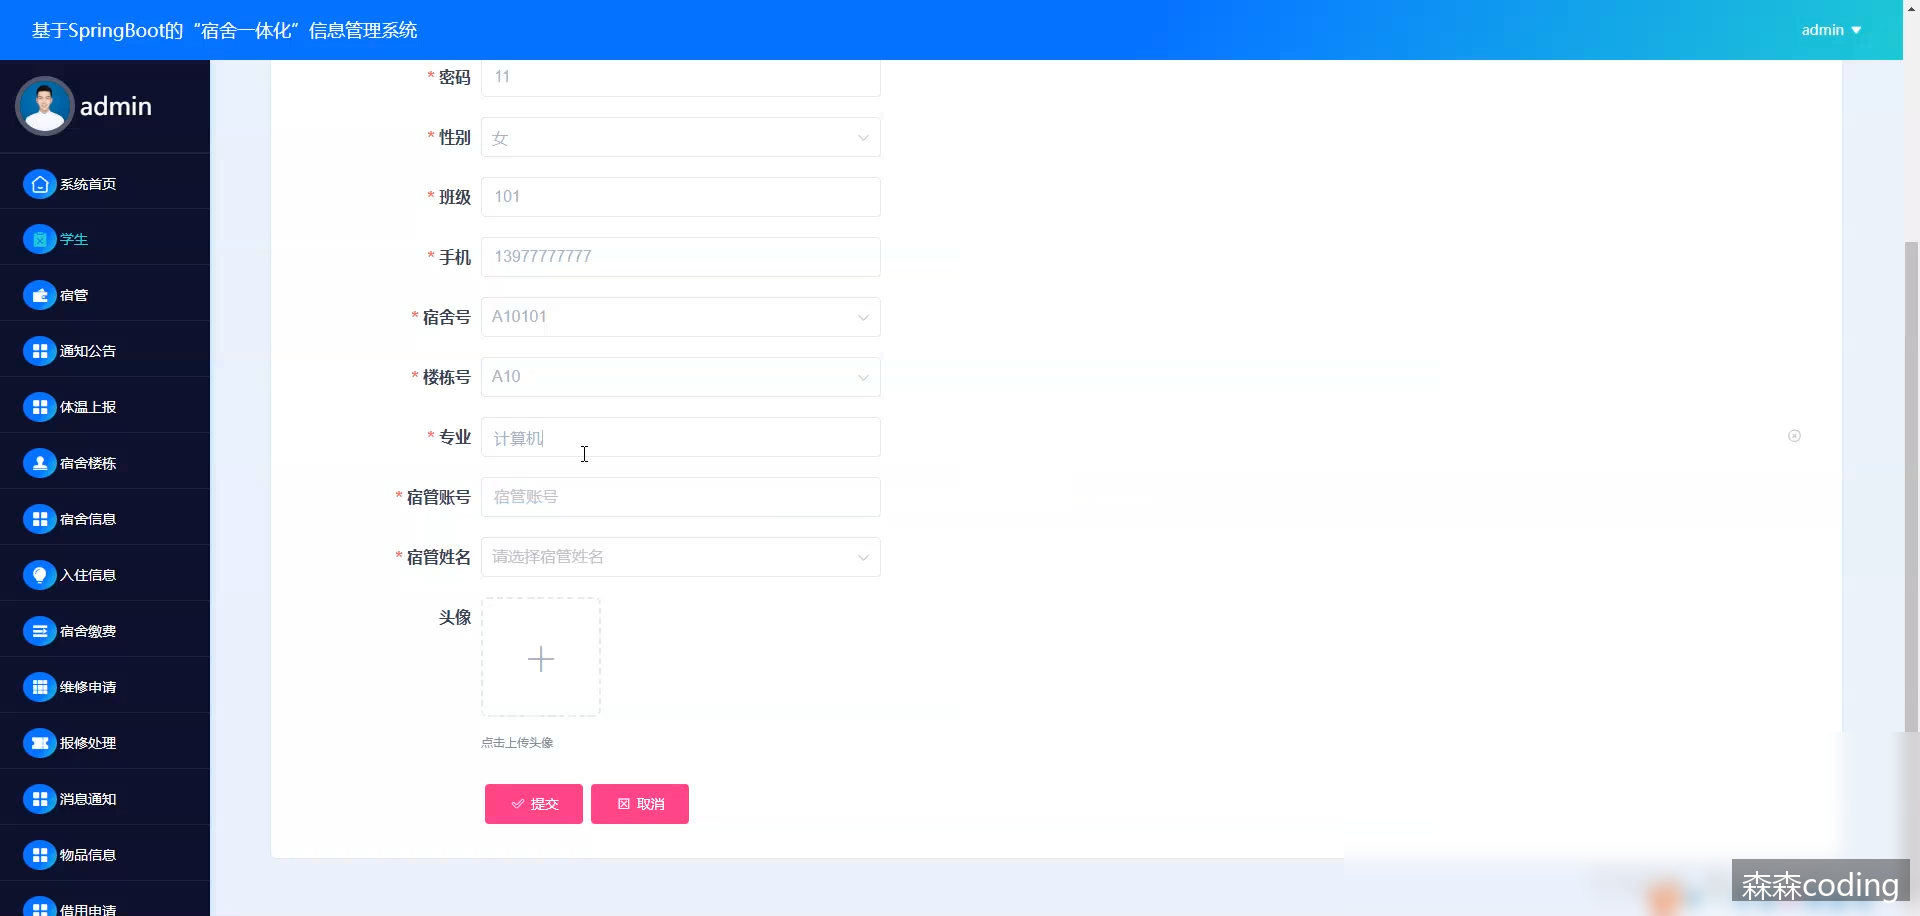 基于SpringBoot的“宿舍一体化”信息管理系统
admin
admin
系统首页
学生
宿管
通知公告
体温上报
宿舍楼栋
宿舍信息
入住信息
宿舍缴费
维修申请
报修处理
消息通知
物品信息
借用申请
* 密码 11
* 性别 女
* 班级 101
* 手机 13977777777
* 宿舍号 A10101
* 楼栋号 A10
* 专业 计算机
* 宿管账号 宿管账号
* 宿管姓名 请选择宿管姓名
头像
点击上传头像
提交 取消
森森coding